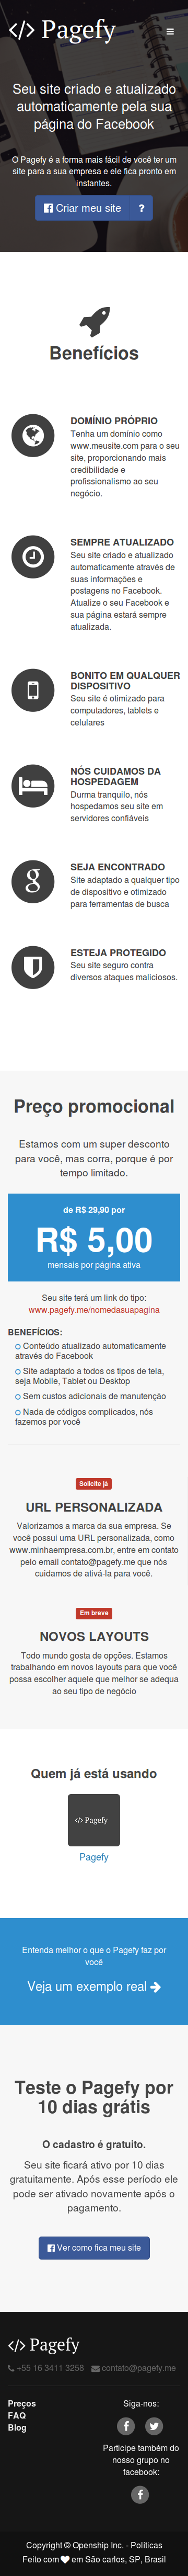 </> Pagefy
Seu site criado e atualizado
automaticamente pela sua
página do Facebook
O Pagefy é a forma mais fácil de você ter um
site para a sua empresa e ele fica pronto em
instantes.
Criar meu site ?
Benefícios
DOMÍNIO PRÓPRIO
Tenha um domínio como
www.meusite.com para o seu
site, proporcionando mais
credibilidade e
profissionalismo ao seu
negócio.
SEMPRE ATUALIZADO
Seu site criado e atualizado
automaticamente através de
suas informações e
postagens no Facebook.
Atualize o seu Facebook e
sua página estará sempre
atualizada.
BONITO EM QUALQUER
DISPOSITIVO
Seu site é otimizado para
computadores, tablets e
celulares
NÓS CUIDAMOS DA
HOSPEDAGEM
Durma tranquilo, nós
hospedamos seu site em
servidores confiáveis
SEJA ENCONTRADO
Site adaptado a qualquer tipo
de dispositivo e otimizado
para ferramentas de busca
ESTEJA PROTEGIDO
Seu site seguro contra
diversos ataques maliciosos.
Preço promocional
Estamos com um super desconto
para você, mas corra, porque é por
tempo limitado.
de R$ 29,90 por
R$ 5,00
mensais por página ativa
Seu site terá um link do tipo:
www.pagefy.me/nomedasuapagina
BENEFÍCIOS:
Conteúdo atualizado automaticamente
através do Facebook
Site adaptado a todos os tipos de tela,
seja Mobile, Tablet ou Desktop
Sem custos adicionais de manutenção
Nada de códigos complicados, nós
fazemos por você
Solicite já
URL PERSONALIZADA
Valorizamos a marca da sua empresa. Se
você possui uma URL personalizada, como
www.minhaempresa.com.br, entre em contato
pelo email contato@pagefy.me que nós
cuidamos de ativá-la para você.
Em breve
NOVOS LAYOUTS
Todo mundo gosta de opções. Estamos
trabalhando em novos layouts para que você
possa escolher aquele que melhor se adequa
ao seu tipo de negócio
Quem já está usando
</> Pagefy
Pagefy
Entenda melhor o que o Pagefy faz por
você
Veja um exemplo real
Teste o Pagefy por
10 dias grátis
O cadastro é gratuito.
Seu site ficará ativo por 10 dias
gratuitamente. Após esse período ele
pode ser ativado novamente após o
pagamento.
Ver como fica meu site
</> Pagefy
+55 16 3411 3258 contato@pagefy.me
Preços
FAQ
Blog
Siga-nos:
Participe também do
nosso grupo no
facebook:
Copyright © Openship Inc. - Políticas
Feito com em São carlos, SP, Brasil